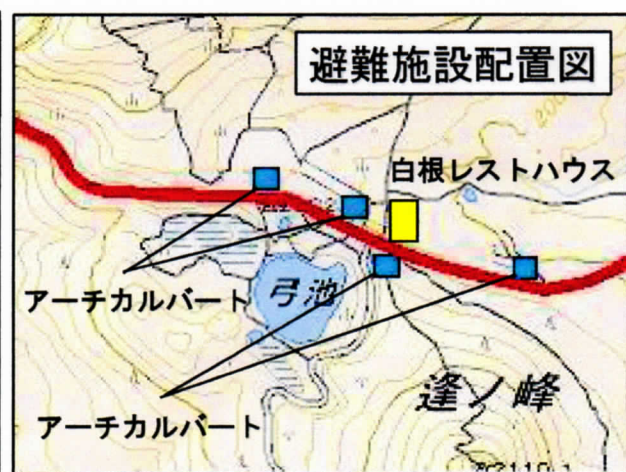 避難施設配置図
白根レストハウス
アーチカルバート
弓池
逢ノ峰
アーチカルバート